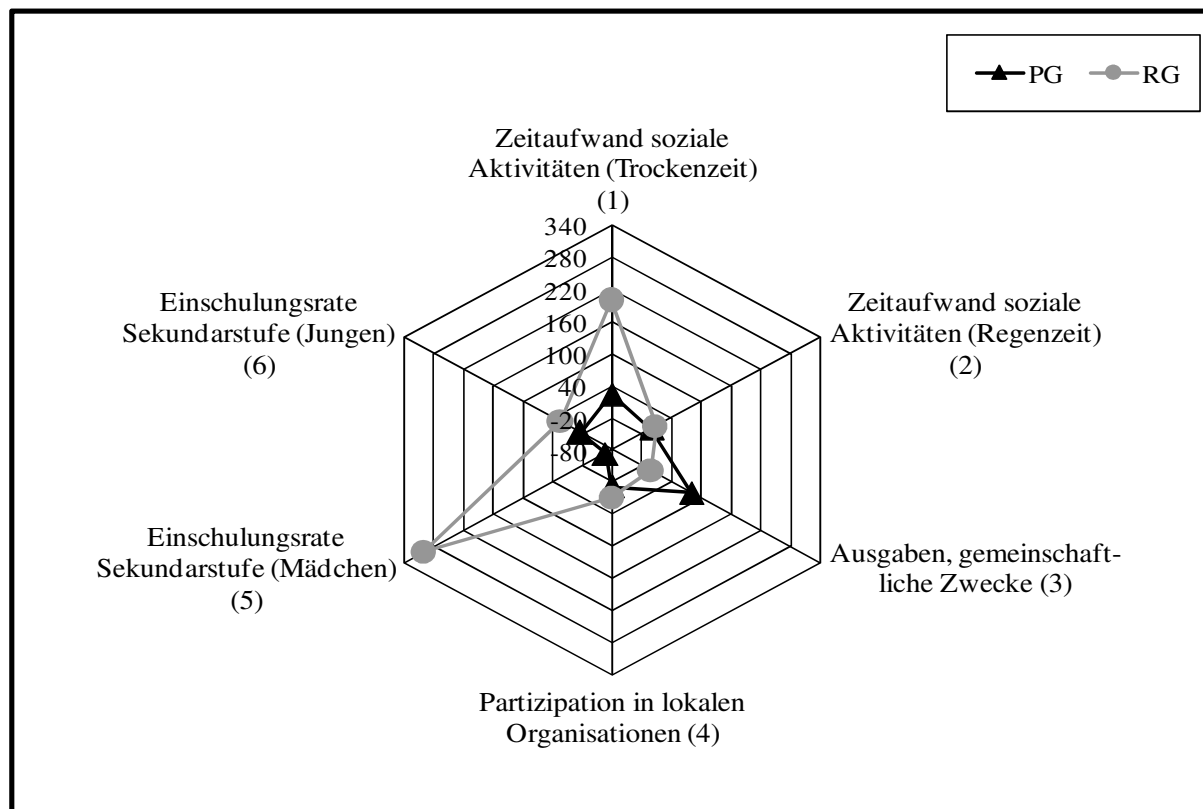 PG
RG
Zeitaufwand soziale
Aktivitäten (Trockenzeit)
(1)
340
280
220
160
100
40
-20
-80
Zeitaufwand soziale
Aktivitäten (Regenzeit)
(2)
Ausgaben, gemeinschaft-
liche Zwecke (3)
Partizipation in lokalen
Organisationen (4)
Einschulungsrate
Sekundarstufe (Mädchen)
(5)
Einschulungsrate
Sekundarstufe (Jungen)
(6)